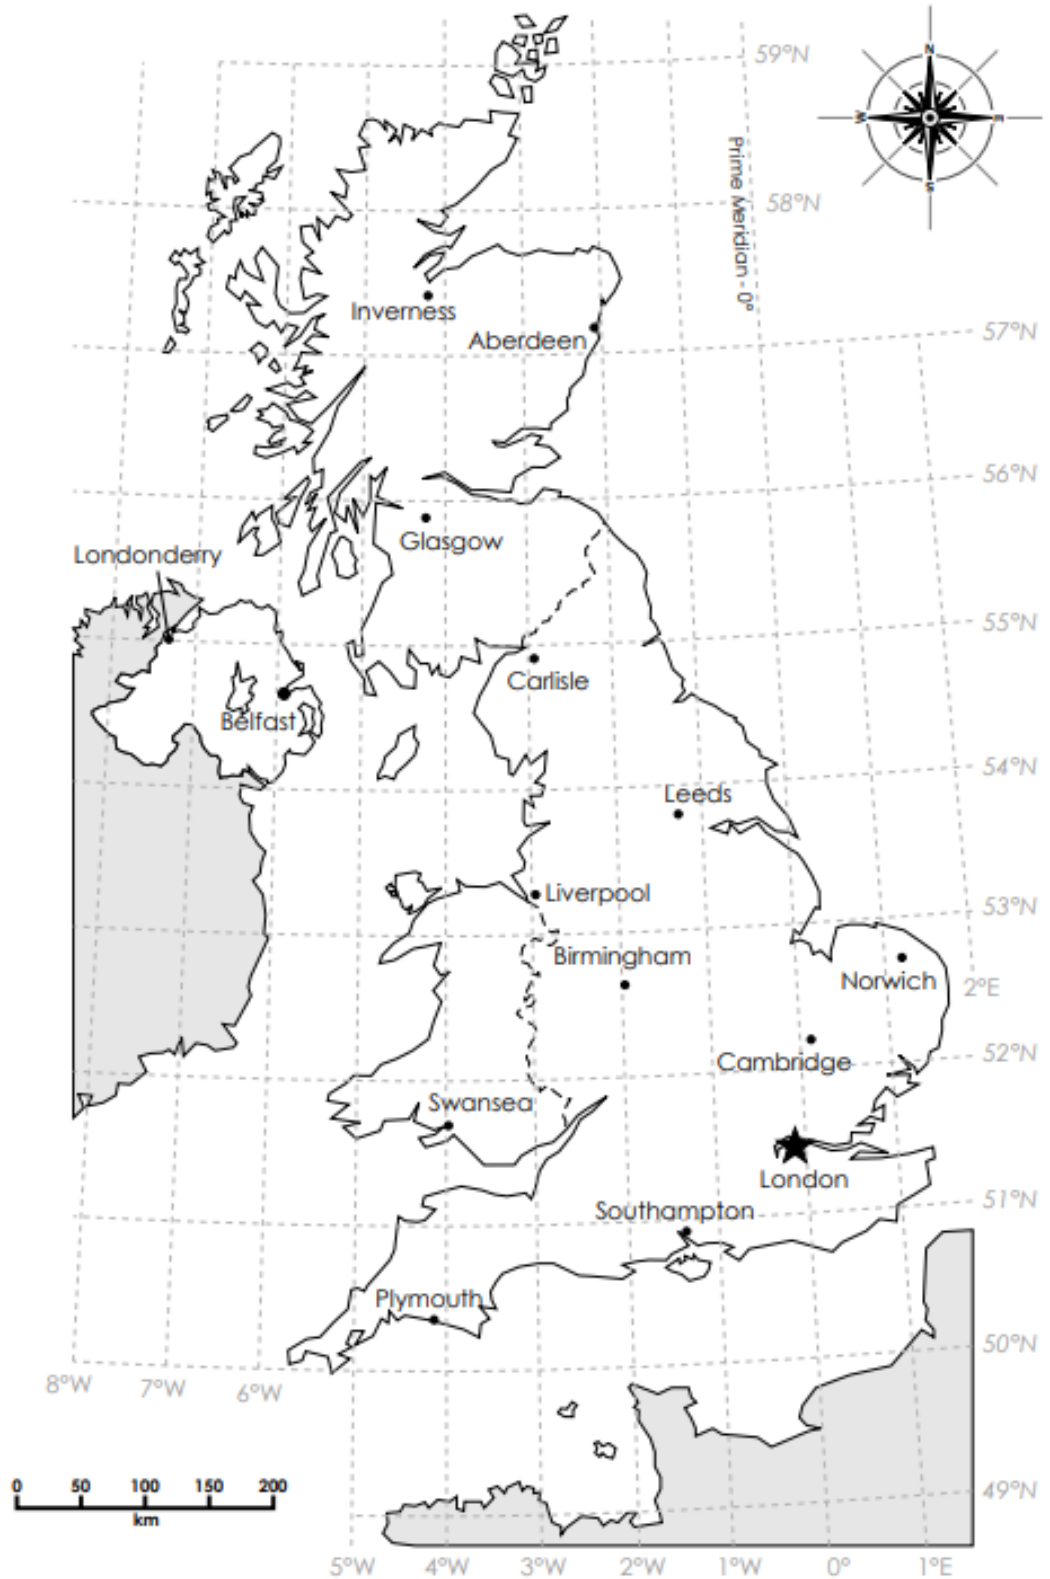 59°N
N
W
E
S
Prime Meridian - 0°
58°N
Inverness
57°N
Aberdeen
56°N
Glasgow
Londonderry
55°N
Carlisle
Belfast
54°N
Leeds
Liverpool
53°N
Birmingham
Norwich
2°E
52°N
Cambridge
Swansea
London
51°N
Southampton
Plymouth
50°N
8°W 7°W 6°W
0 50 100 150 200
km
49°N
5°W 4°W 3°W 2°W 1°W 0° 1°E